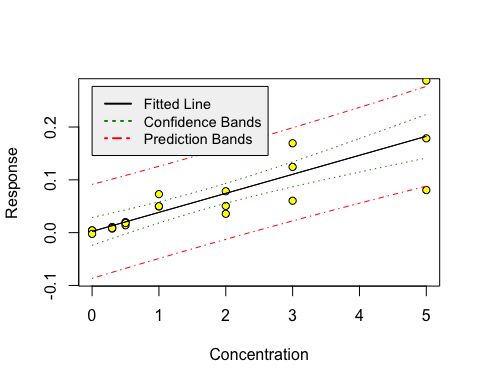 Fitted Line
Confidence Bands
Prediction Bands
Response
-0.1
0.0
0.1
0.2
0
1
2
3
4
5
Concentration